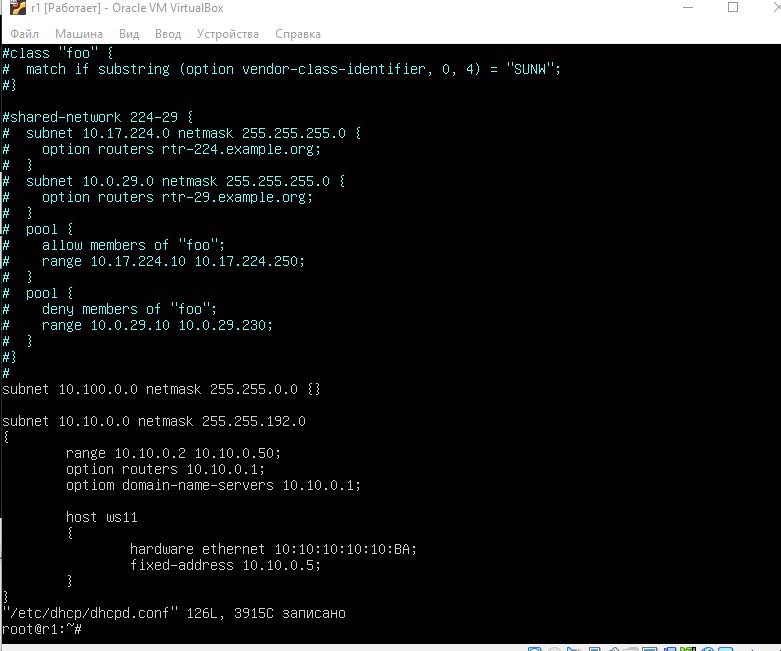 r1 [Работает] - Oracle VM VirtualBox
Файл Машина Вид Ввод Устройства Справка
#class "foo" {
#  match if substring (option vendor-class-identifier, 0, 4) = "SUNW";
#}
#shared-network 224-29 {
#  subnet 10.17.224.0 netmask 255.255.255.0 {
#    option routers rtr-224.example.org;
#  }
#  subnet 10.0.29.0 netmask 255.255.255.0 {
#    option routers rtr-29.example.org;
#  }
#  pool {
#    allow members of "foo";
#    range 10.17.224.10 10.17.224.250;
#  }
#  pool {
#    deny members of "foo";
#    range 10.0.29.10 10.0.29.230;
#  }
#}
#
subnet 10.100.0.0 netmask 255.255.0.0 {}
subnet 10.10.0.0 netmask 255.255.192.0
{
        range 10.10.0.2 10.10.0.50;
        option routers 10.10.0.1;
        optiom domain-name-servers 10.10.0.1;
        host ws11
        {
                hardware ethernet 10:10:10:10:10:BA;
                fixed-address 10.10.0.5;
        }
}
"/etc/dhcp/dhcpd.conf" 126L, 3915C записано
root@r1:~#